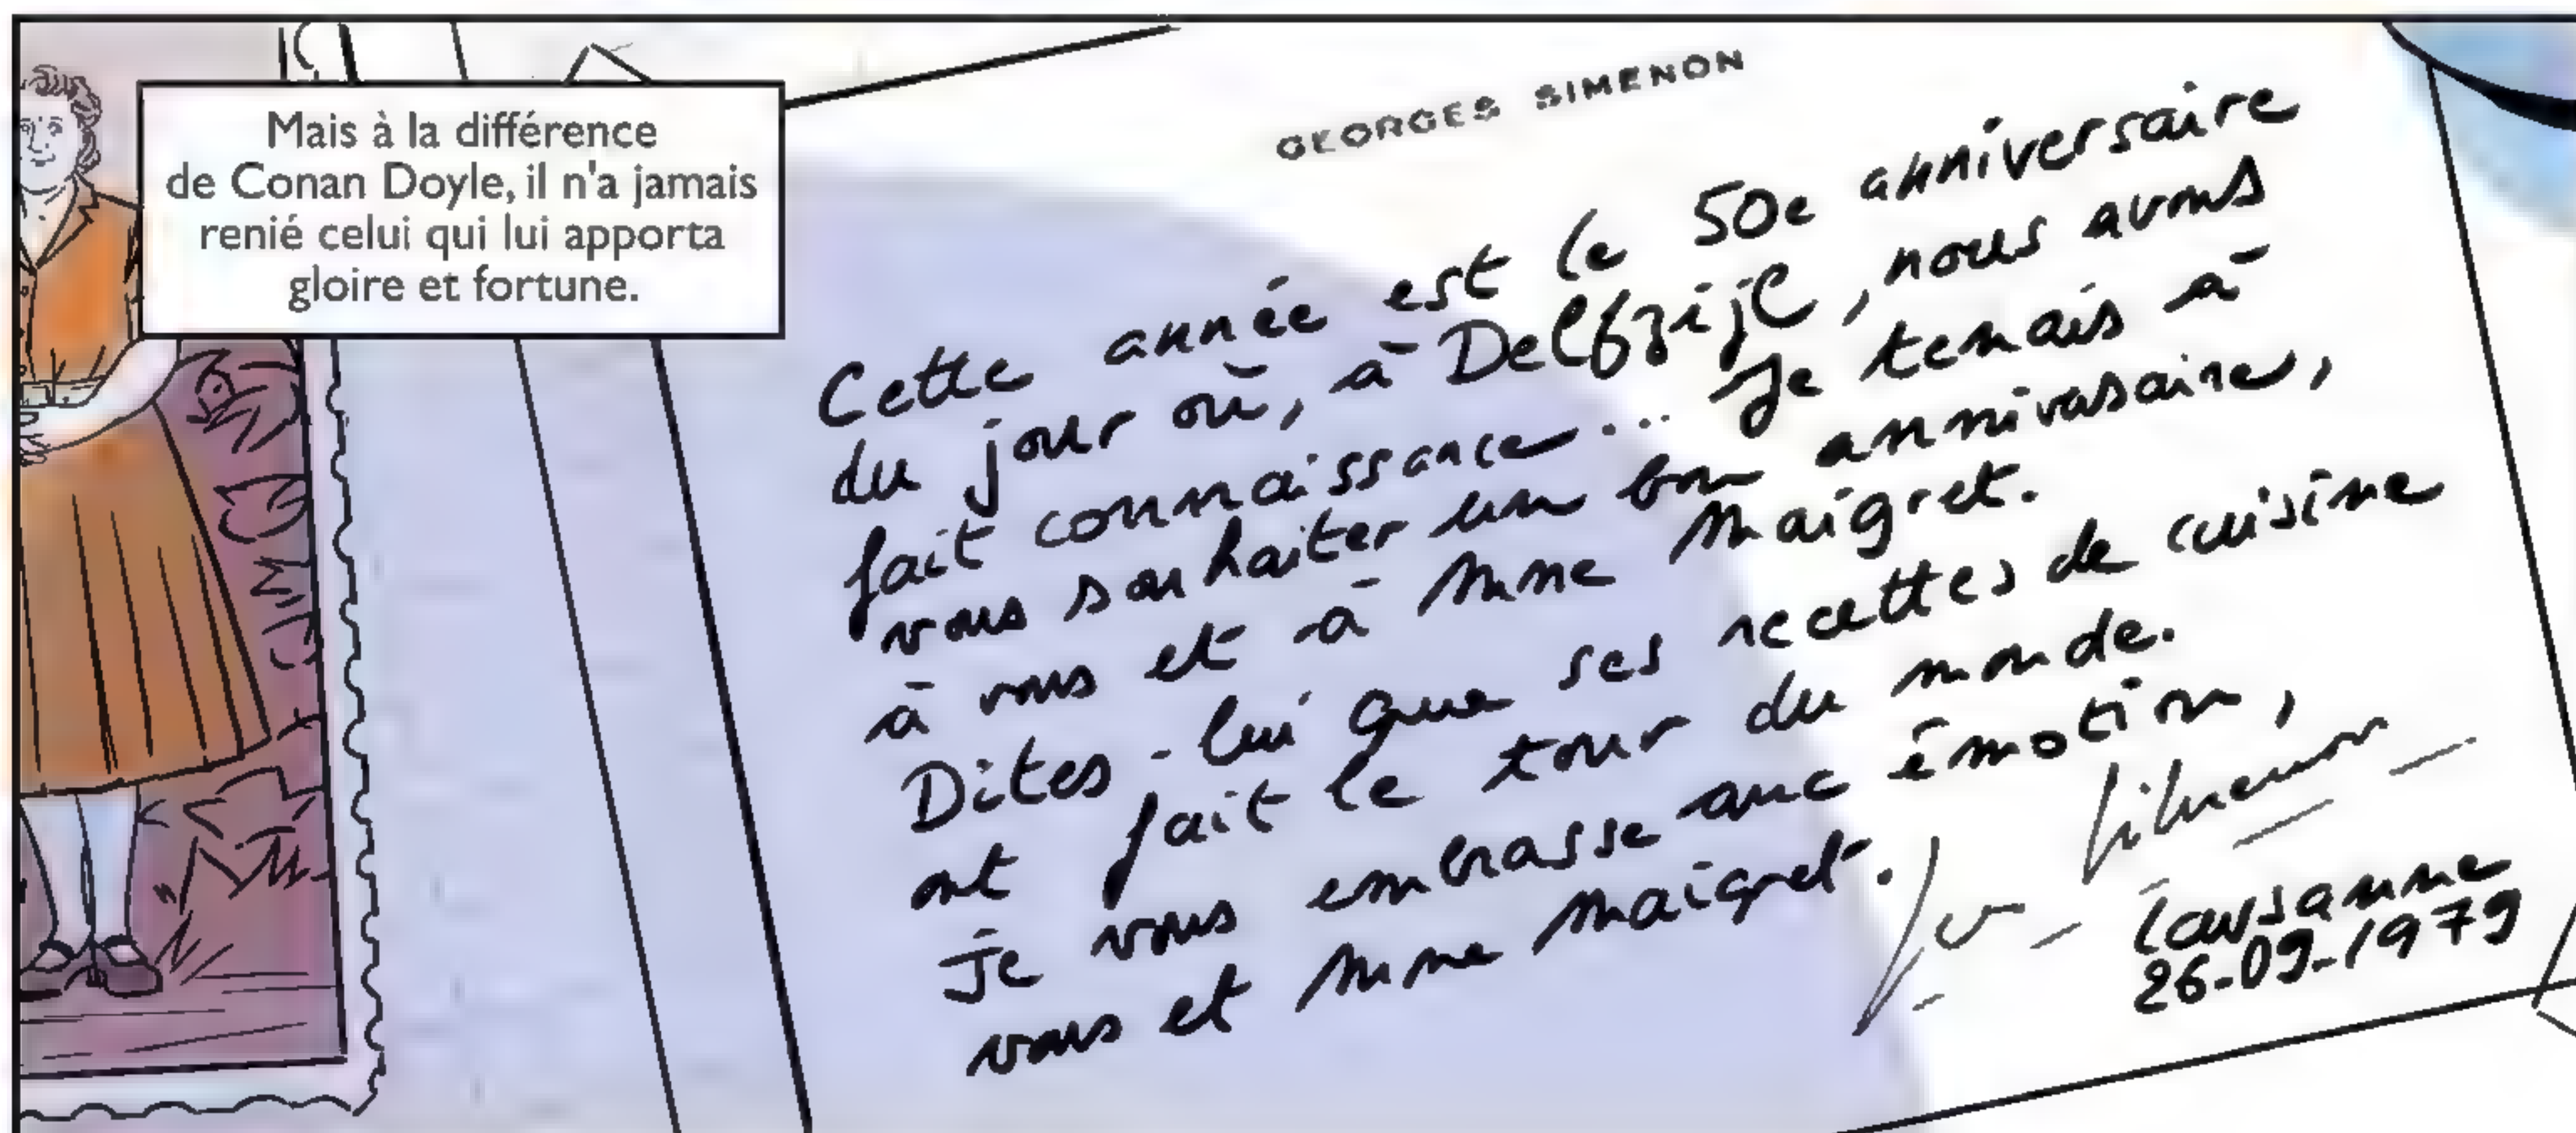 Mais à la différence
de Conan Doyle, il n'a jamais
renié celui qui lui apporta
gloire et fortune.
GEORGES SIMENON
Cette année est le 50e anniversaire
du jour où, à Delfzijl, nous avons
fait connaissance... Je tenais à
vous souhaiter un bon anniversaire,
à vous et à Mme Maigret.
Dites-lui que ses recettes de cuisine
ont fait le tour du monde.
Je vous embrasse avec émotion,
vous et Mme Maigret.
Simenon
Lausanne
26-09-1979